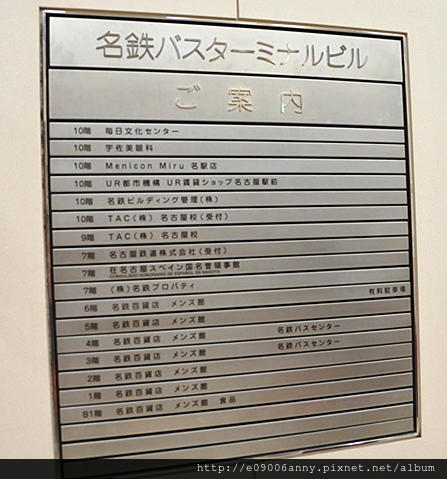 名鉄バスターミナルビル
ご案内
10階 毎日文化センター
10階 宇佐美眼科
10階 Menicon Miru 名駅店
10階 UR都市機構 UR賃貸ショップ名古屋駅前
10階 名鉄ビルディング管理(株)
10階 TAC(株) 名古屋校(受付)
9階 TAC(株) 名古屋校
7階 名古屋鉄道株式会社(受付)
7階 在名古屋スペイン国名誉領事館
CONSULADO HONORARIO DE ESPAÑA EN NAGOYA
7階 (株)名鉄プロパティ
6階 名鉄百貨店 メンズ館 有料駐車場
5階 名鉄百貨店 メンズ館
4階 名鉄百貨店 メンズ館 名鉄バスセンター
3階 名鉄百貨店 メンズ館 名鉄バスセンター
2階 名鉄百貨店 メンズ館
1階 名鉄百貨店 メンズ館
B1階 名鉄百貨店 メンズ館 食品
http://e09006anny.pixnet.net/album